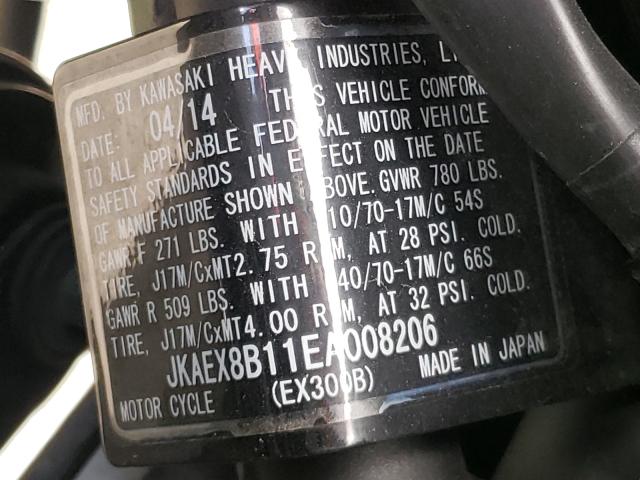 MFD. BY KAWASAKI HEAVY INDUSTRIES,
DATE: 04/14 THIS VEHICLE CONFORM
TO ALL APPLICABLE FEDERAL MOTOR VEHICLE
SAFETY STANDARDS IN EFFECT ON THE DATE
OF MANUFACTURE SHOWN ABOVE. GVWR 780 LBS.
GAWR F 271 LBS. WITH 10/70-17M/C 54S
TIRE, J17M/CxMT2.75 RIM, AT 28 PSI. COLD.
GAWR R 509 LBS. WITH 40/70-17M/C 66S
TIRE, J17M/CxMT4.00 RIM, AT 32 PSI. COLD.
JKAEX8B11EA008206
MOTOR CYCLE (EX300B) MADE IN JAPAN